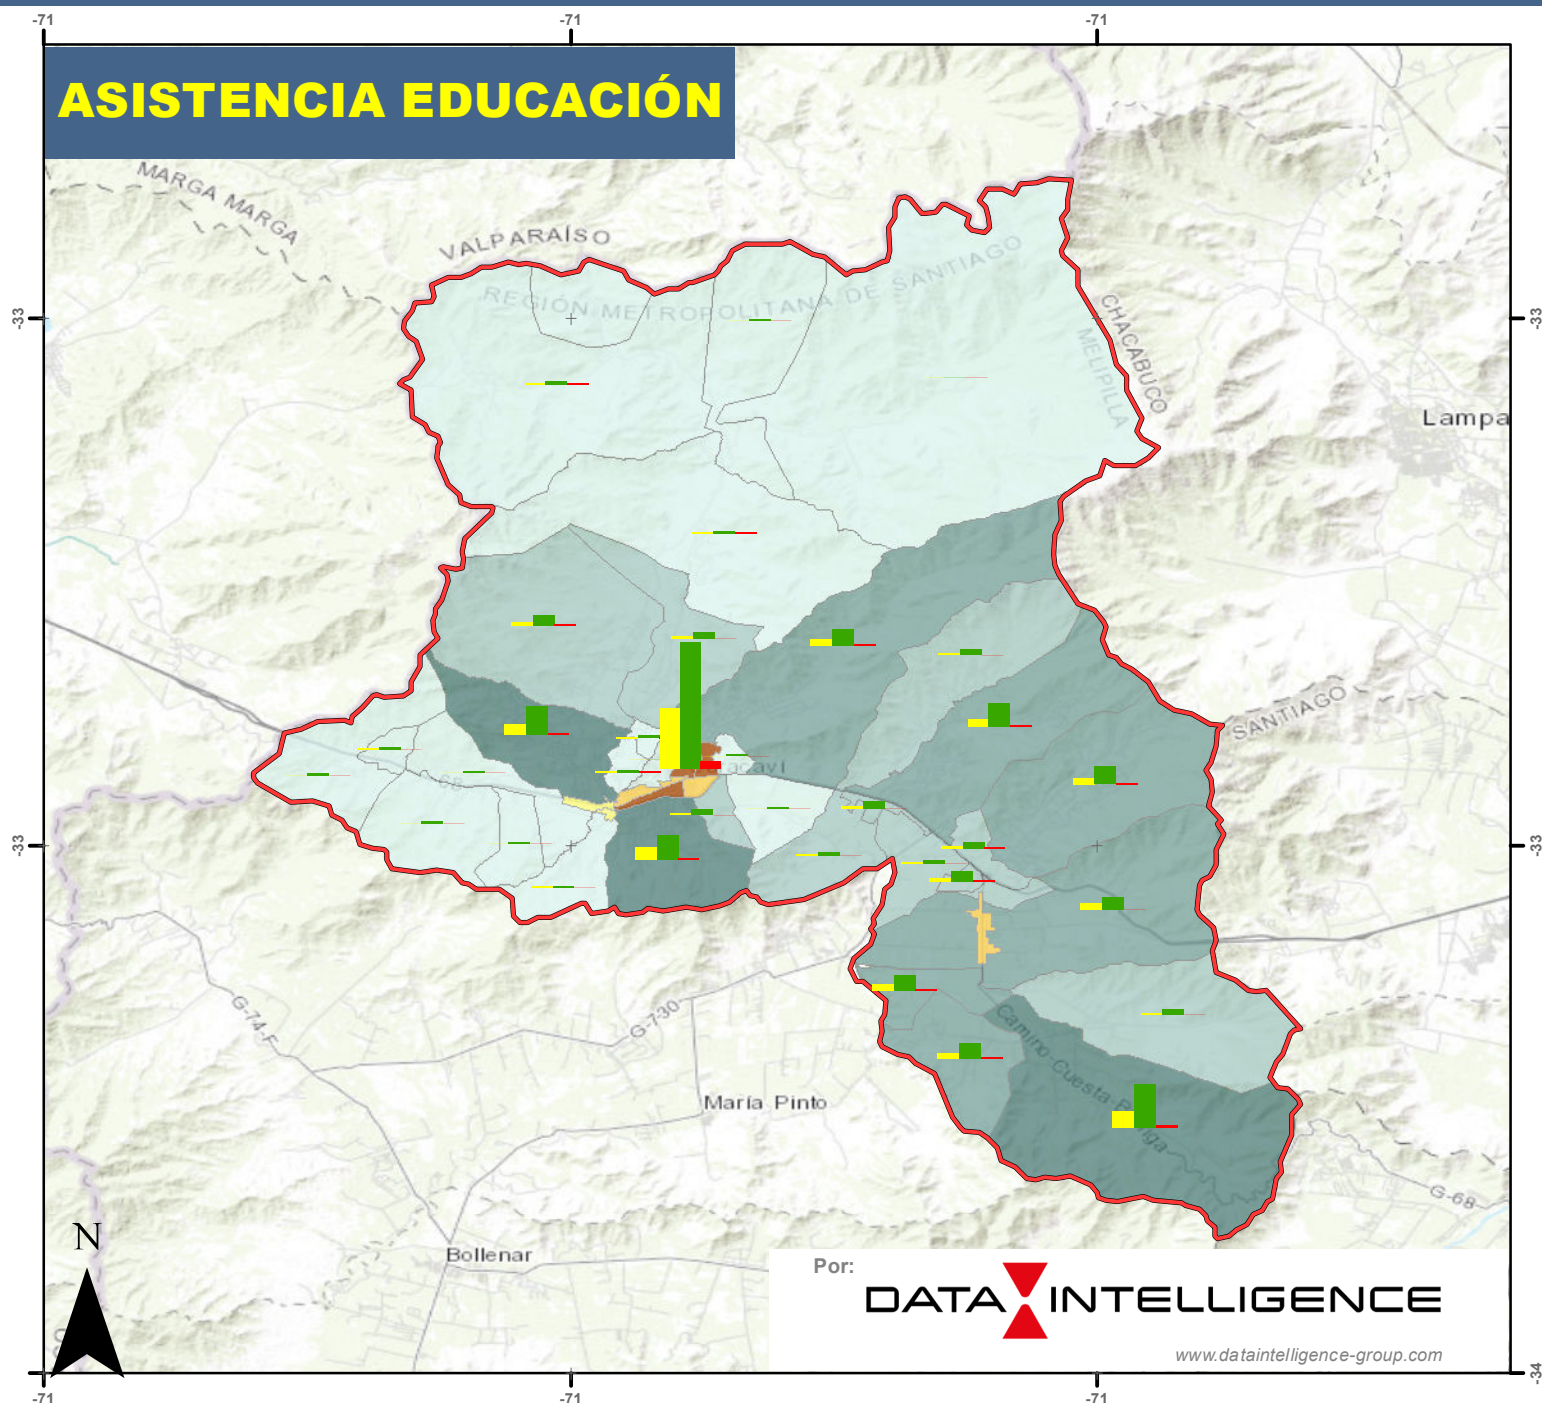 -71
-71
-71
ASISTENCIA EDUCACIÓN
MARGA MARGA
VALPARAÍSO
REGIÓN METROPOLITANA DE SANTIAGO
CHACABUCO
MELIPILLA
-33
-33
Lampa
SANTIAGO
68
-33
-33
G-74-F
G-730
Camino Cuesta
María Pinto
G-68
N
Bollenar
Por:
DATA INTELLIGENCE
www.dataintelligence-group.com
-34
-71
-71
-71